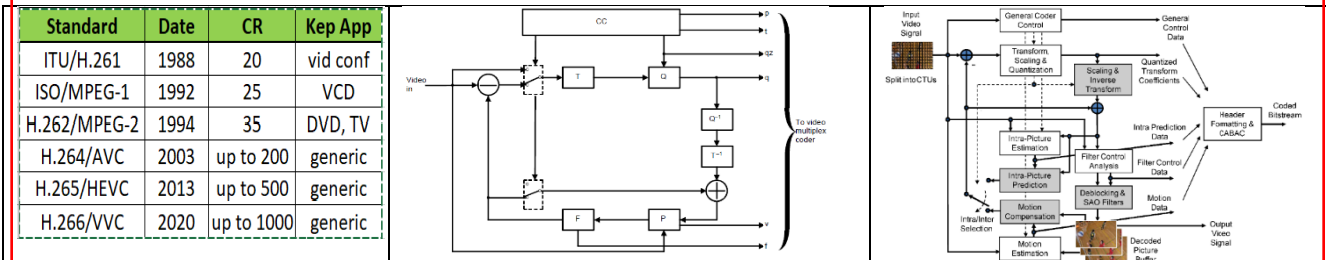 Standard Date CR Kep App
ITU/H.261 1988 20 vid conf
ISO/MPEG-1 1992 25 VCD
H.262/MPEG-2 1994 35 DVD, TV
H.264/AVC 2003 up to 200 generic
H.265/HEVC 2013 up to 500 generic
H.266/VVC 2020 up to 1000 generic
CC
p
t
qz
q
Video
in
T
Q
Q⁻¹
T⁻¹
To video
multiplex
coder
F
P
v
f
Input
Video
Signal
Split intoCTUs
General Coder
Control
General
Control
Data
Transform,
Scaling &
Quantization
Quantized
Transform
Coefficients
Scaling &
Inverse
Transform
Coded
Bitstream
Header
Formatting &
CABAC
Intra Prediction
Data
Intra-Picture
Estimation
Filter Control
Analysis
Filter Control
Data
Intra-Picture
Prediction
Deblocking &
SAO Filters
Motion
Data
Motion
Compensation
Intra/Inter
Selection
Output
Video
Signal
Motion
Estimation
Decoded
Picture
Buffer